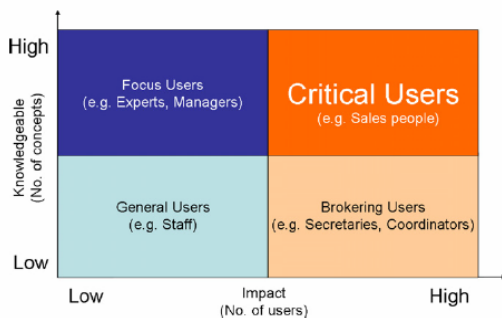 High
Knowledgeable
(No. of concepts)
Low
Focus Users
(e.g. Experts, Managers)
Critical Users
(e.g. Sales people)
General Users
(e.g. Staff)
Brokering Users
(e.g. Secretaries, Coordinators)
Low
Impact
(No. of users)
High